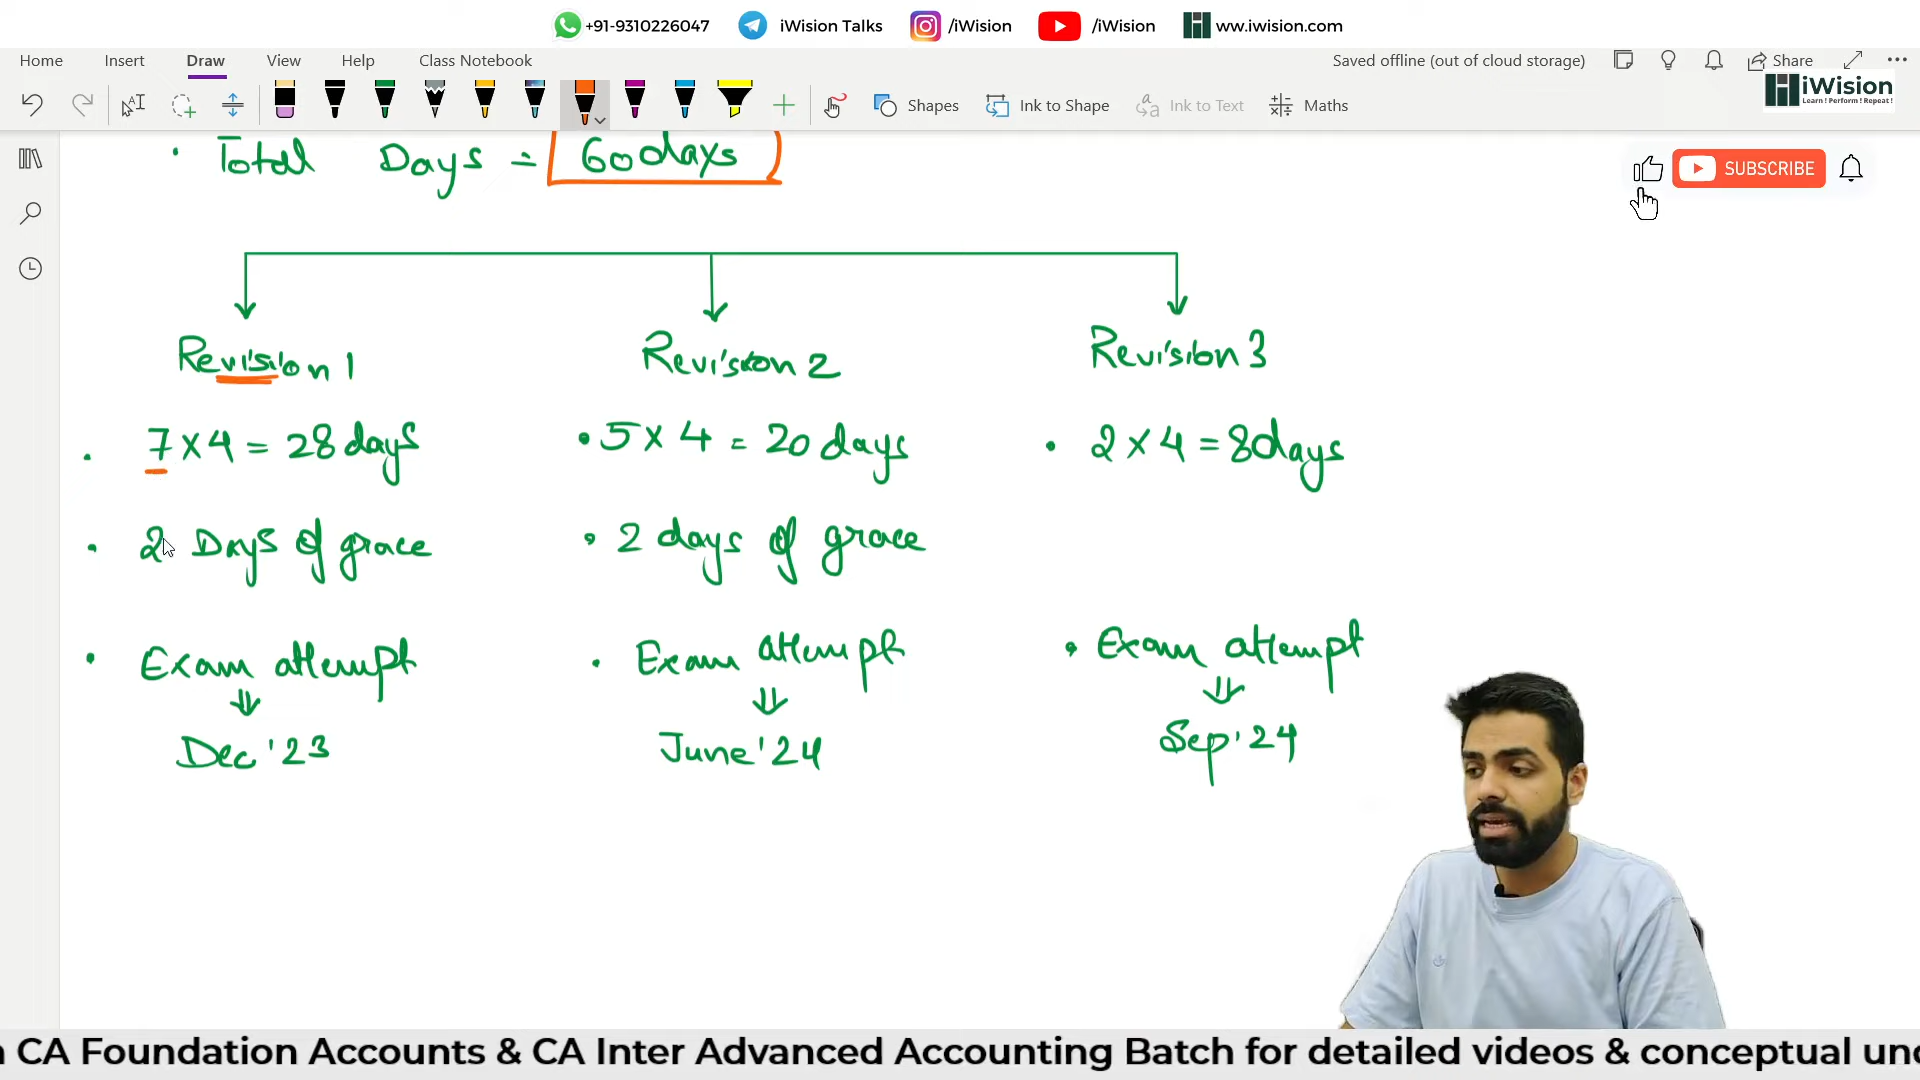 +91-9310226047 iWision Talks /iWision /iWision ww.iwision.com
Home Insert Draw View Help Class Notebook Saved offline (out of cloud storage) Share
Shapes Ink to Shape Ink to Text Maths
iWision
Learn ! Perform ! Repeat !
• Total Days = 60 days
SUBSCRIBE
Revision 1 Revision 2 Revision 3
• 7 × 4 = 28 days • 5 × 4 = 20 days • 2 × 4 = 8 days
• 2 Days of grace • 2 days of grace
• Exam attempt • Exam attempt • Exam attempt
⇓ ⇓ ⇓
Dec '23 June '24 Sep '24
CA Foundation Accounts & CA Inter Advanced Accounting Batch for detailed videos & conceptual